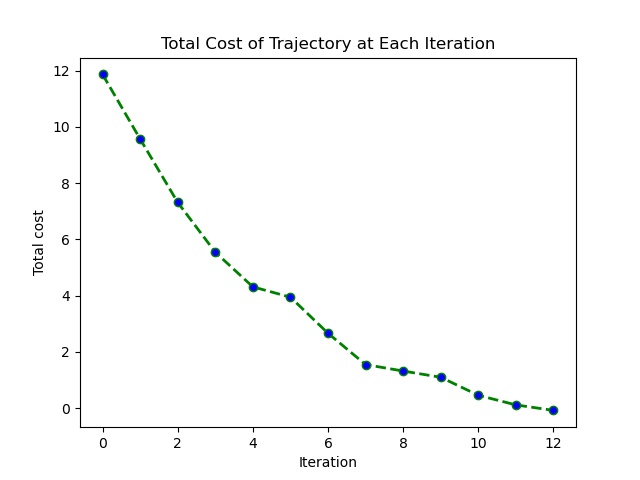 Total Cost of Trajectory at Each Iteration
12
10
8
6
4
2
0
Total cost
0 2 4 6 8 10 12
Iteration